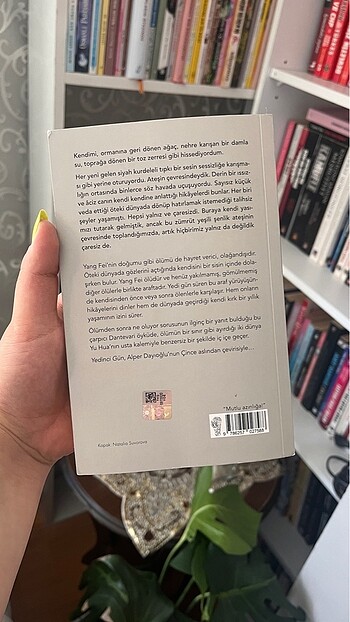 Kendimi, ormanına geri dönen ağaç, nehre karışan bir damla
su, toprağa dönen bir toz zerresi gibi hissediyordum.
Her yeni gelen siyah kurdeleli tıpkı bir sesin sessizliğe karışma-
sı gibi yerine oturuyordu. Ateşin çevresindeydik. Derin bir ıssız-
lığın ortasında binlerce söz havada uçuşuyordu. Sayısız küçük
ve âciz canın kendi kendine anlattığı hikâyelerdi bunlar. Her biri
veda ettiği öteki dünyada dönüp hatırlamak istemediği talihsiz
şeyler yaşamıştı. Hepsi yalnız ve çaresizdi. Buraya kendi yası-
mızı tutarak gelmiştik, ancak bu zümrüt yeşili şenlik ateşinin
çevresinde toplandığımızda, artık hiçbirimiz yalnız da değildik
çaresiz de.
Yang Fei'nin doğumu gibi ölümü de hayret verici, olağandışıdır.
Öteki dünyada gözlerini açtığında kendisini bir sisin içinde dola-
şırken bulur. Yang Fei ölüdür ve henüz yakılmamış, gömülmemiş
diğer ölülerle birlikte araftadır. Yedi gün süren bu araf yürüyüşün-
de kendisinden önce veya sonra ölenlerle karşılaşır. Hem onların
hikâyelerini dinler hem de dünyada geçirdiği kendi kırk bir yıllık
yaşamının izini sürer.
Ölümden sonra ne oluyor sorusunun ilginç bir yanıt bulduğu bu
çarpıcı Dantevari öyküde, ölümün bir sınır gibi ayırdığı iki dünya
Yu Hua'nın usta kalemiyle benzersiz bir şekilde iç içe geçer.
Yedinci Gün, Alper Dayıoğlu'nun Çince aslından çevirisiyle...
"Mutlu azınlığa!"
9 786257 027588
Kapak: Natalia Suvorova